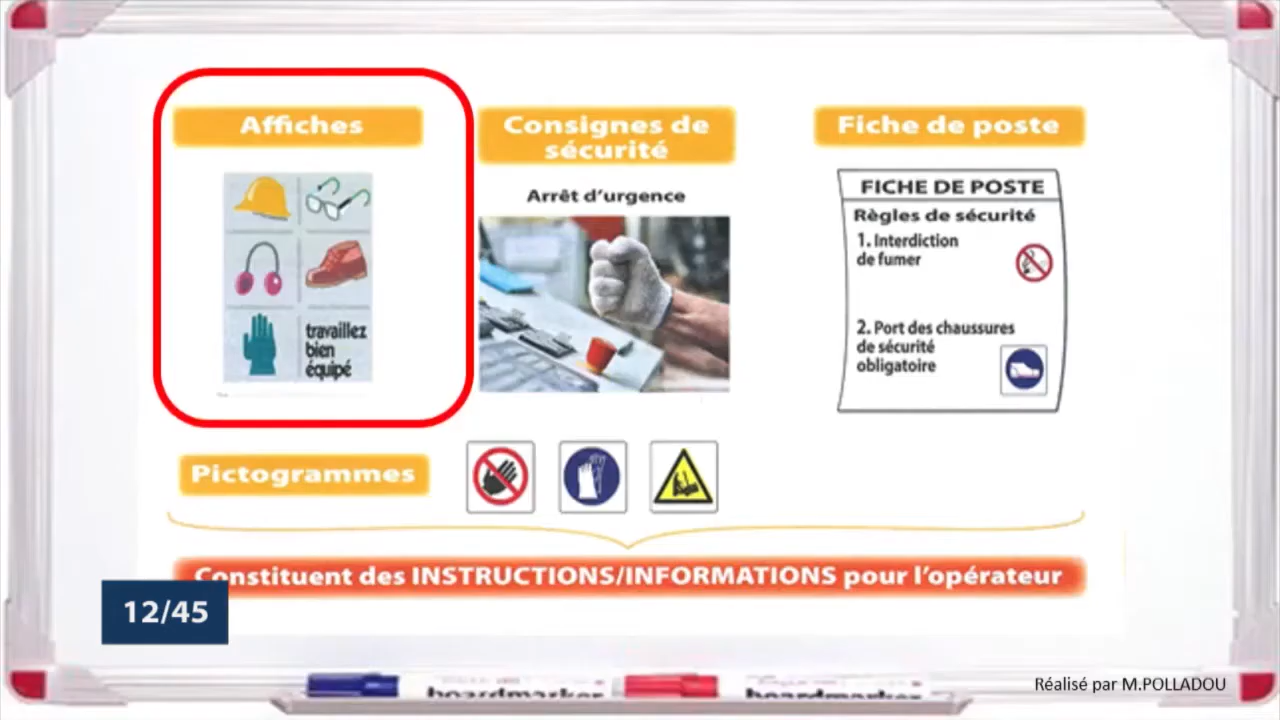 Affiches
travaillez
bien
équipé
Consignes de
sécurité
Arrêt d'urgence
Fiche de poste
FICHE DE POSTE
Règles de sécurité
1. Interdiction
de fumer
2. Port des chaussures
de sécurité
obligatoire
Pictogrammes
Constituent des INSTRUCTIONS/INFORMATIONS pour l'opérateur
12/45
boardmarker
boardmarker
Réalisé par M.POLLADOU